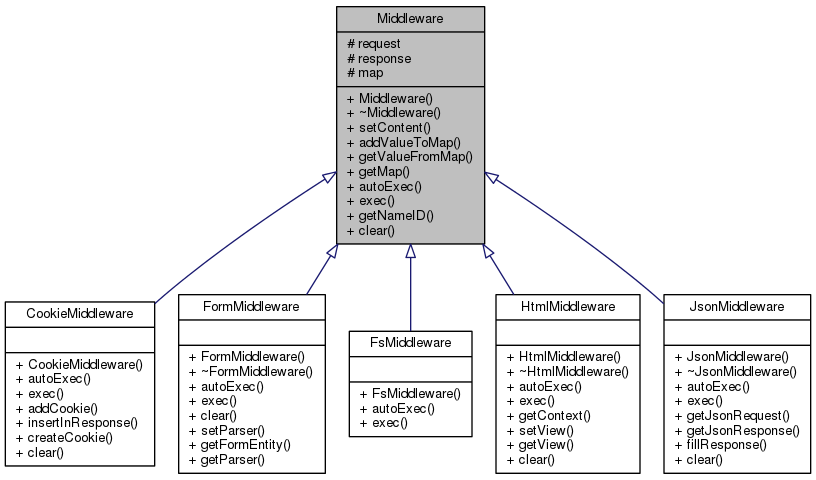 Middleware
# request
# response
# map
+ Middleware()
+ ~Middleware()
+ setContent()
+ addValueToMap()
+ getValueFromMap()
+ getMap()
+ autoExec()
+ exec()
+ getNameID()
+ clear()
CookieMiddleware
+ CookieMiddleware()
+ autoExec()
+ exec()
+ addCookie()
+ insertInResponse()
+ createCookie()
+ clear()
FormMiddleware
+ FormMiddleware()
+ ~FormMiddleware()
+ autoExec()
+ exec()
+ clear()
+ setParser()
+ getFormEntity()
+ getParser()
FsMiddleware
+ FsMiddleware()
+ autoExec()
+ exec()
HtmlMiddleware
+ HtmlMiddleware()
+ ~HtmlMiddleware()
+ autoExec()
+ exec()
+ getContext()
+ setView()
+ getView()
+ clear()
JsonMiddleware
+ JsonMiddleware()
+ ~JsonMiddleware()
+ autoExec()
+ exec()
+ getJsonRequest()
+ getJsonResponse()
+ fillResponse()
+ clear()